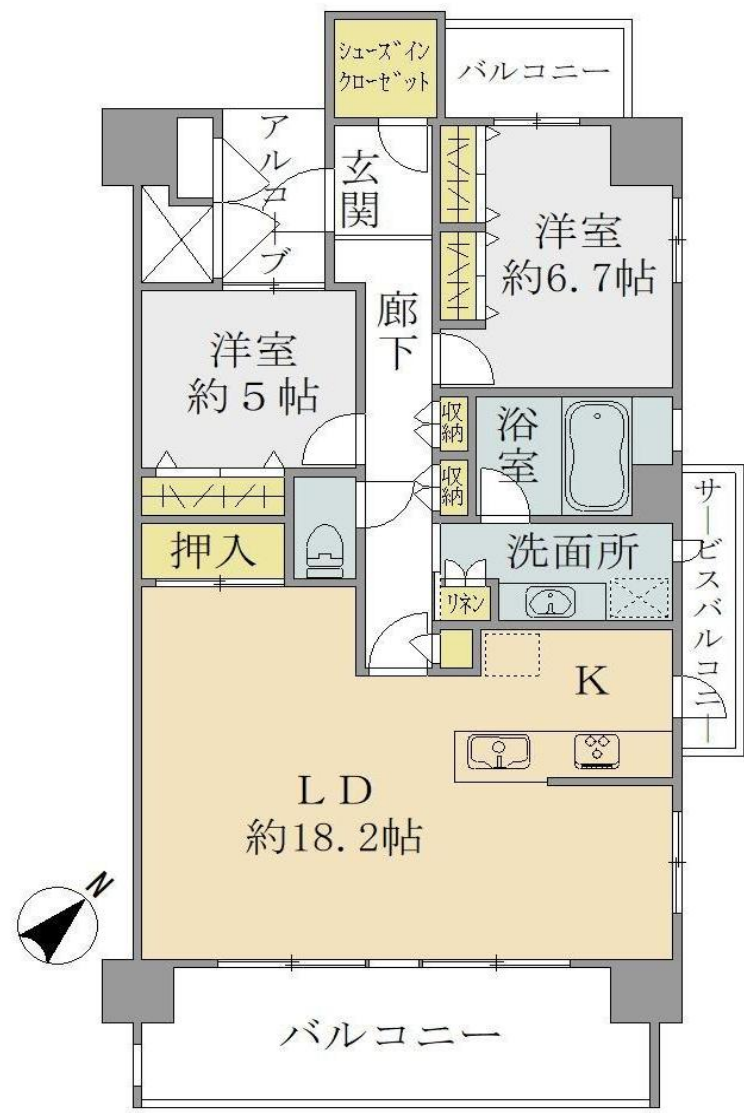 シューズイン
クローゼット
バルコニー
アルコーブ
玄関
洋室
約6.7帖
廊下
洋室
約５帖
収納
浴室
収納
サービスバルコニー
押入
洗面所
リネン
K
ＬＤ
約18.2帖
N
バルコニー